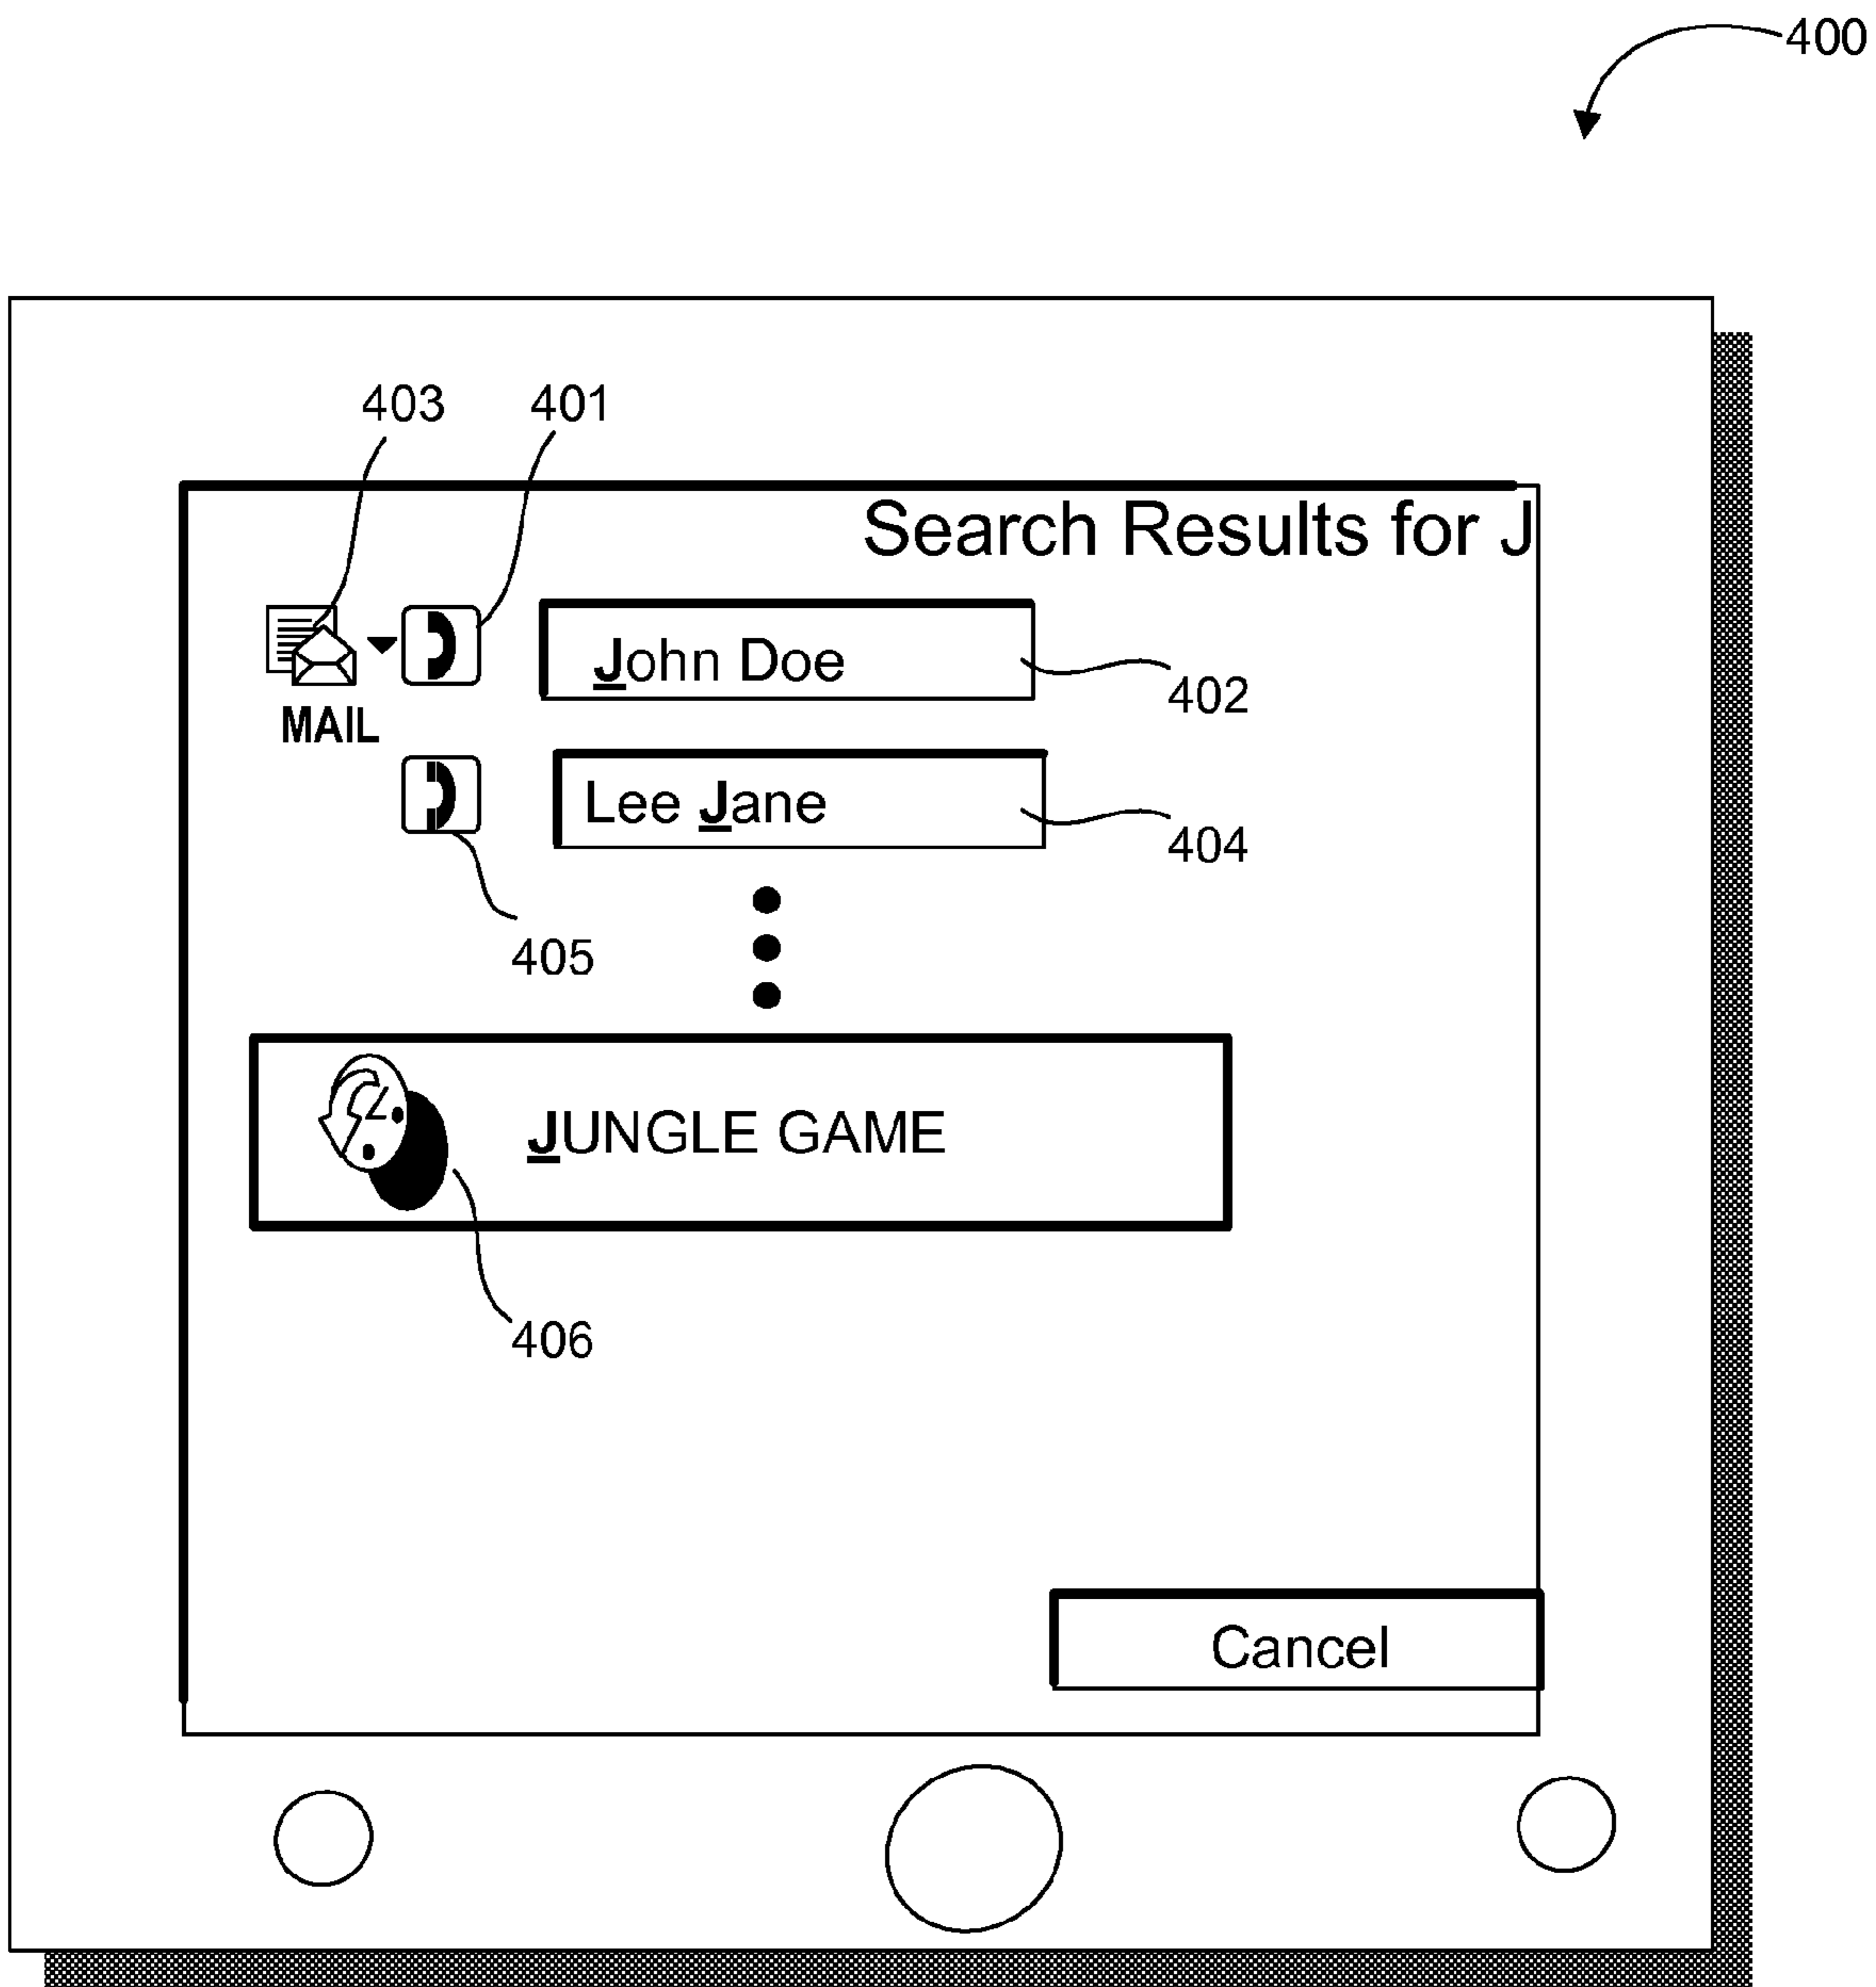 400
403
401
Search Results for J
John Doe
402
MAIL
Lee Jane
404
405
JUNGLE GAME
406
Cancel